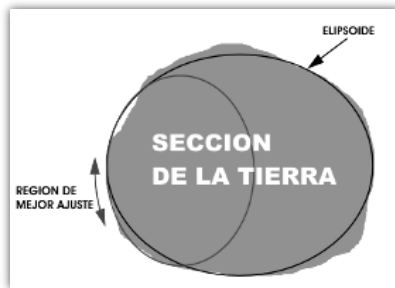 ELIPSOIDE
SECCION
DE LA TIERRA
REGION DE
MEJOR AJUSTE